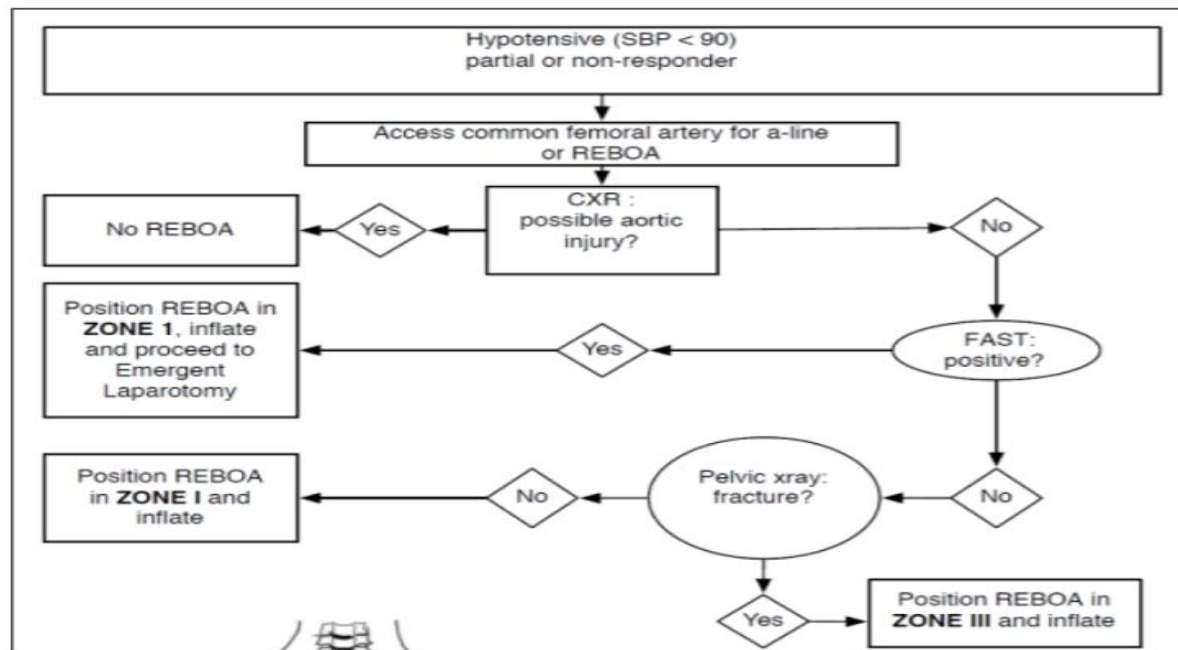 Hypotensive (SBP < 90)
partial or non-responder
Access common femoral artery for a-line
or REBOA
CXR :
possible aortic
injury?
Yes
No REBOA
No
FAST:
positive?
Yes
Position REBOA in
ZONE 1, inflate
and proceed to
Emergent
Laparotomy
No
Pelvic xray:
fracture?
No
Position REBOA
in ZONE I and
inflate
Yes
Position REBOA in
ZONE III and inflate